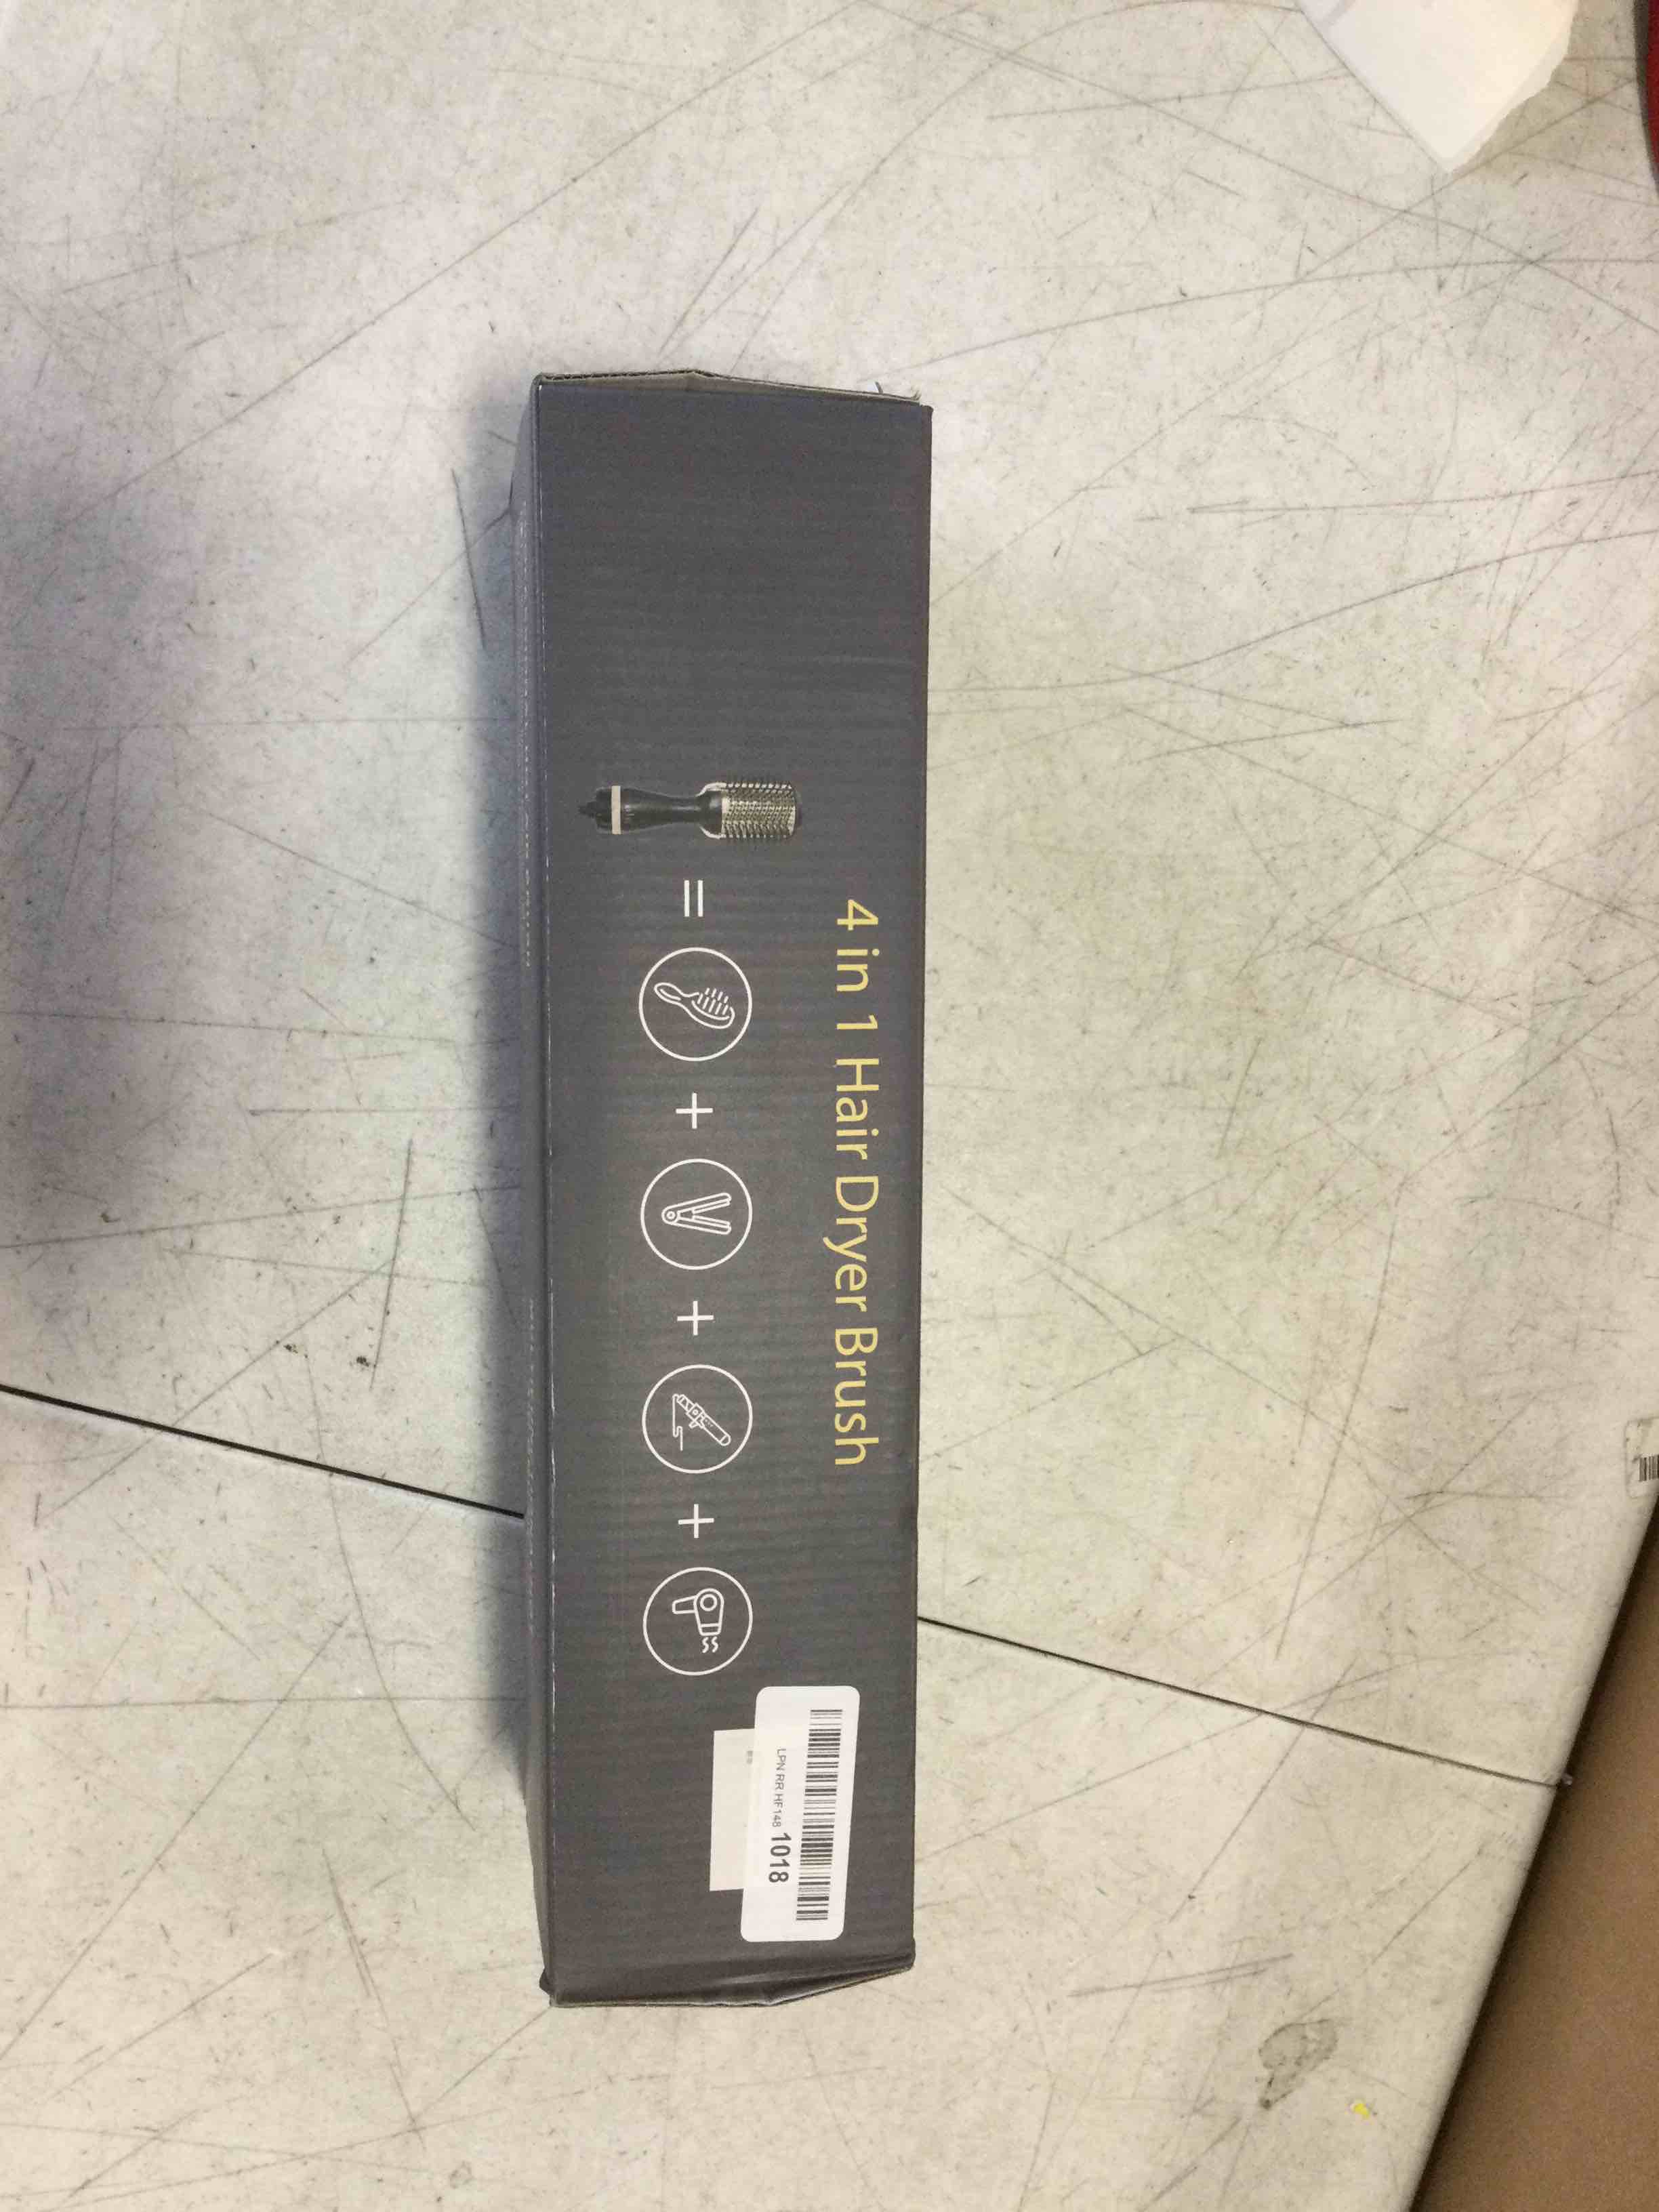 4 in 1 Hair Dryer Brush
= + + +
LPN RR HF148 1018